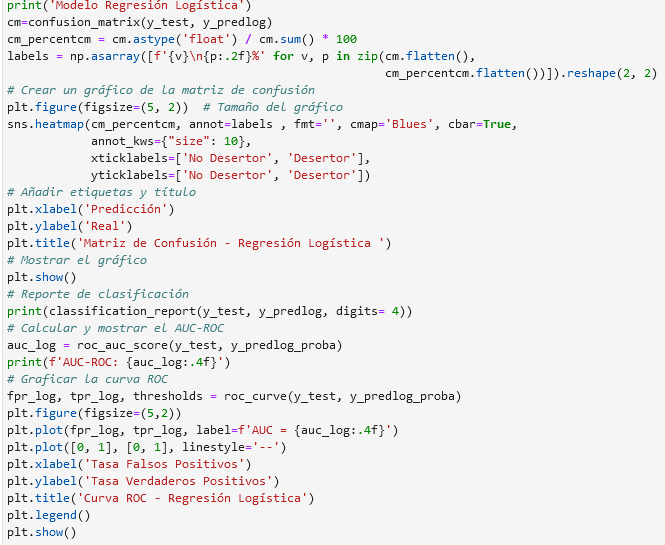 print('Modelo Regresión Logística')
cm=confusion_matrix(y_test, y_predlog)
cm_percentcm = cm.astype('float') / cm.sum() * 100
labels = np.asarray([f'{v}\n{p:.2f}%' for v, p in zip(cm.flatten(),
                                                    cm_percentcm.flatten())]).reshape(2, 2)
# Crear un gráfico de la matriz de confusión
plt.figure(figsize=(5, 2))  # Tamaño del gráfico
sns.heatmap(cm_percentcm, annot=labels , fmt='', cmap='Blues', cbar=True,
            annot_kws={"size": 10},
            xticklabels=['No Desertor', 'Desertor'],
            yticklabels=['No Desertor', 'Desertor'])
# Añadir etiquetas y título
plt.xlabel('Predicción')
plt.ylabel('Real')
plt.title('Matriz de Confusión - Regresión Logística ')
# Mostrar el gráfico
plt.show()
# Reporte de clasificación
print(classification_report(y_test, y_predlog, digits= 4))
# Calcular y mostrar el AUC-ROC
auc_log = roc_auc_score(y_test, y_predlog_proba)
print(f'AUC-ROC: {auc_log:.4f}')
# Graficar la curva ROC
fpr_log, tpr_log, thresholds = roc_curve(y_test, y_predlog_proba)
plt.figure(figsize=(5,2))
plt.plot(fpr_log, tpr_log, label=f'AUC = {auc_log:.4f}')
plt.plot([0, 1], [0, 1], linestyle='--')
plt.xlabel('Tasa Falsos Positivos')
plt.ylabel('Tasa Verdaderos Positivos')
plt.title('Curva ROC - Regresión Logística')
plt.legend()
plt.show()